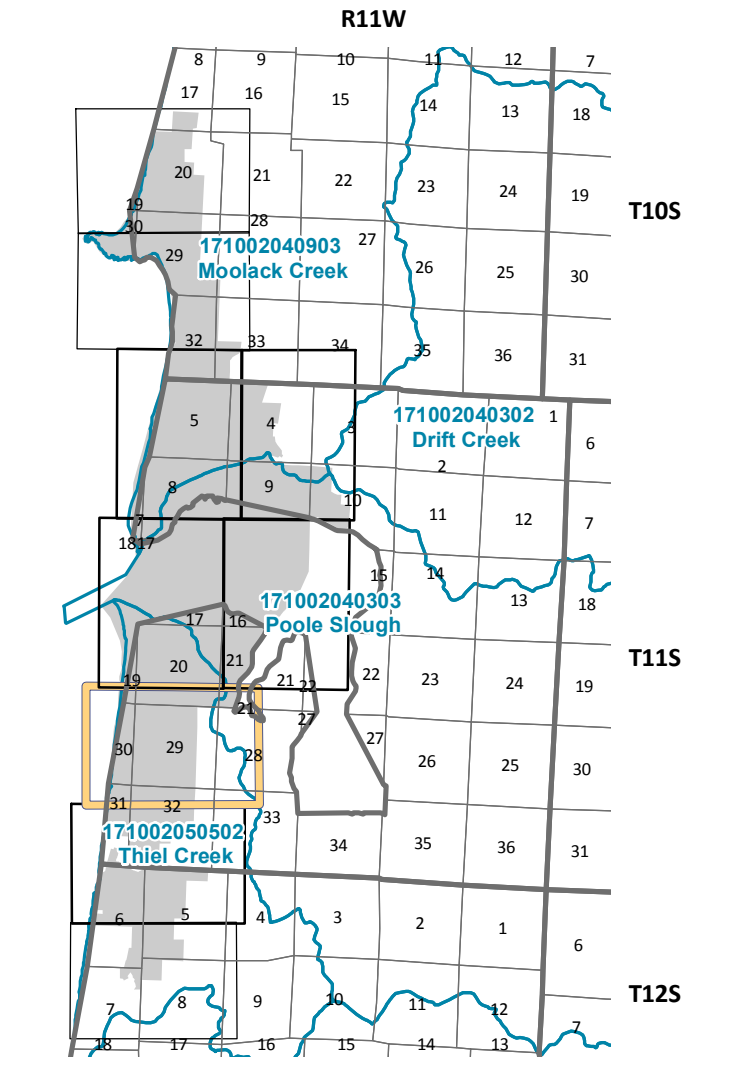 R11W
8 9 10 11 12 7
17 16 15 14 13 18
20 21 22 23 24 19
T10S
19
30 28 27
29 26 25 30
171002040903
Moolack Creek
32 33 34 35 36 31
5 4 3 1 6
171002040302
Drift Creek
2
8 9 10 11 12 7
7
18 17
15 14 13 18
171002040303
Poole Slough
17 16
T11S
19 20 21 21 22 22 23 24 19
21 27
30 29 28 27 26 25 30
31 32 33
171002050502
Thiel Creek
34 35 36 31
6 5 4 3 2 1 6
T12S
7 8 9 10 11 12 7
18 17 16 15 14 13